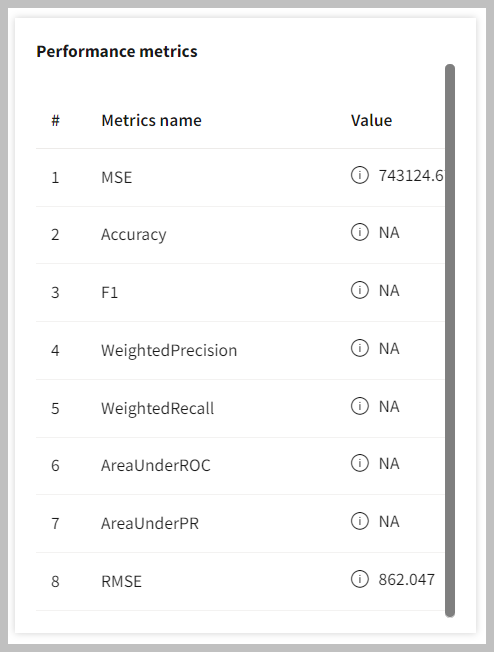 Performance metrics
# Metrics name Value
1 MSE 743124.6
2 Accuracy NA
3 F1 NA
4 WeightedPrecision NA
5 WeightedRecall NA
6 AreaUnderROC NA
7 AreaUnderPR NA
8 RMSE 862.047